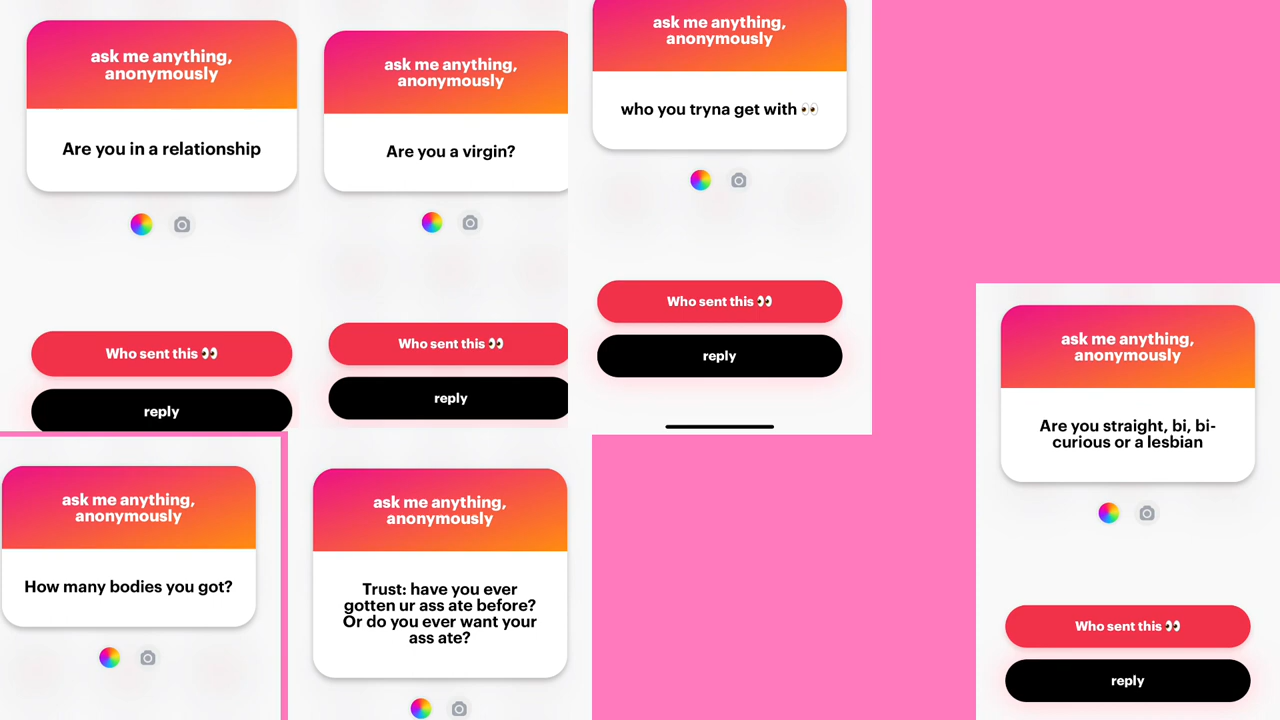 ask me anything,
anonymously
Are you in a relationship
Who sent this 👀
reply
ask me anything,
anonymously
Are you a virgin?
Who sent this 👀
reply
ask me anything,
anonymously
who you tryna get with 👀
Who sent this 👀
reply
ask me anything,
anonymously
How many bodies you got?
ask me anything,
anonymously
Trust: have you ever
gotten ur ass ate before?
Or do you ever want your
ass ate?
ask me anything,
anonymously
Are you straight, bi, bi-
curious or a lesbian
Who sent this 👀
reply